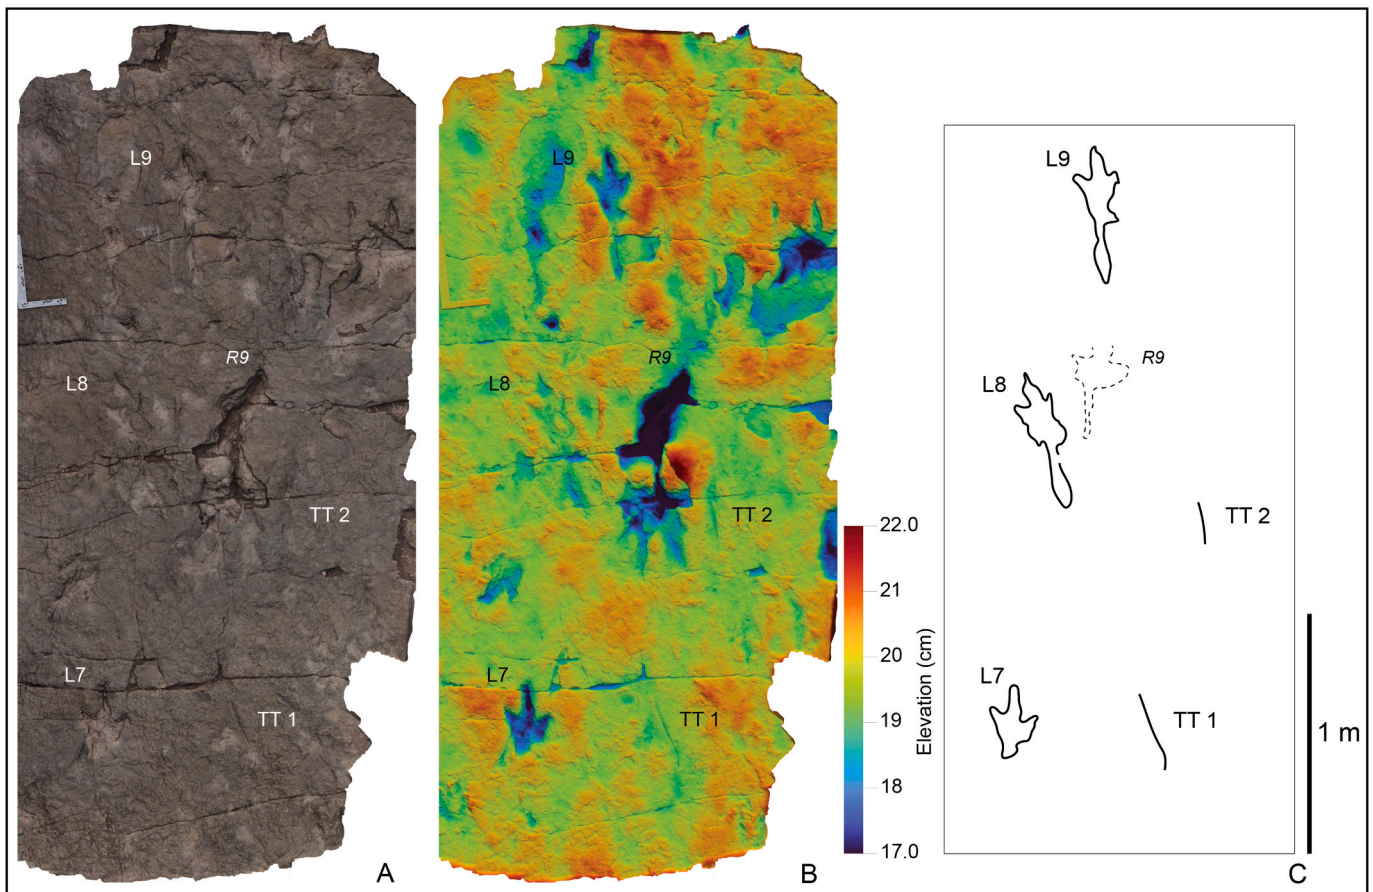 L9
R9
L8
TT 2
L7
TT 1
A
L9
R9
L8
TT 2
L7
TT 1
B
22.0
21
20
19
18
17.0
Elevation (cm)
L9
R9
L8
TT 2
L7
TT 1
1 m
C